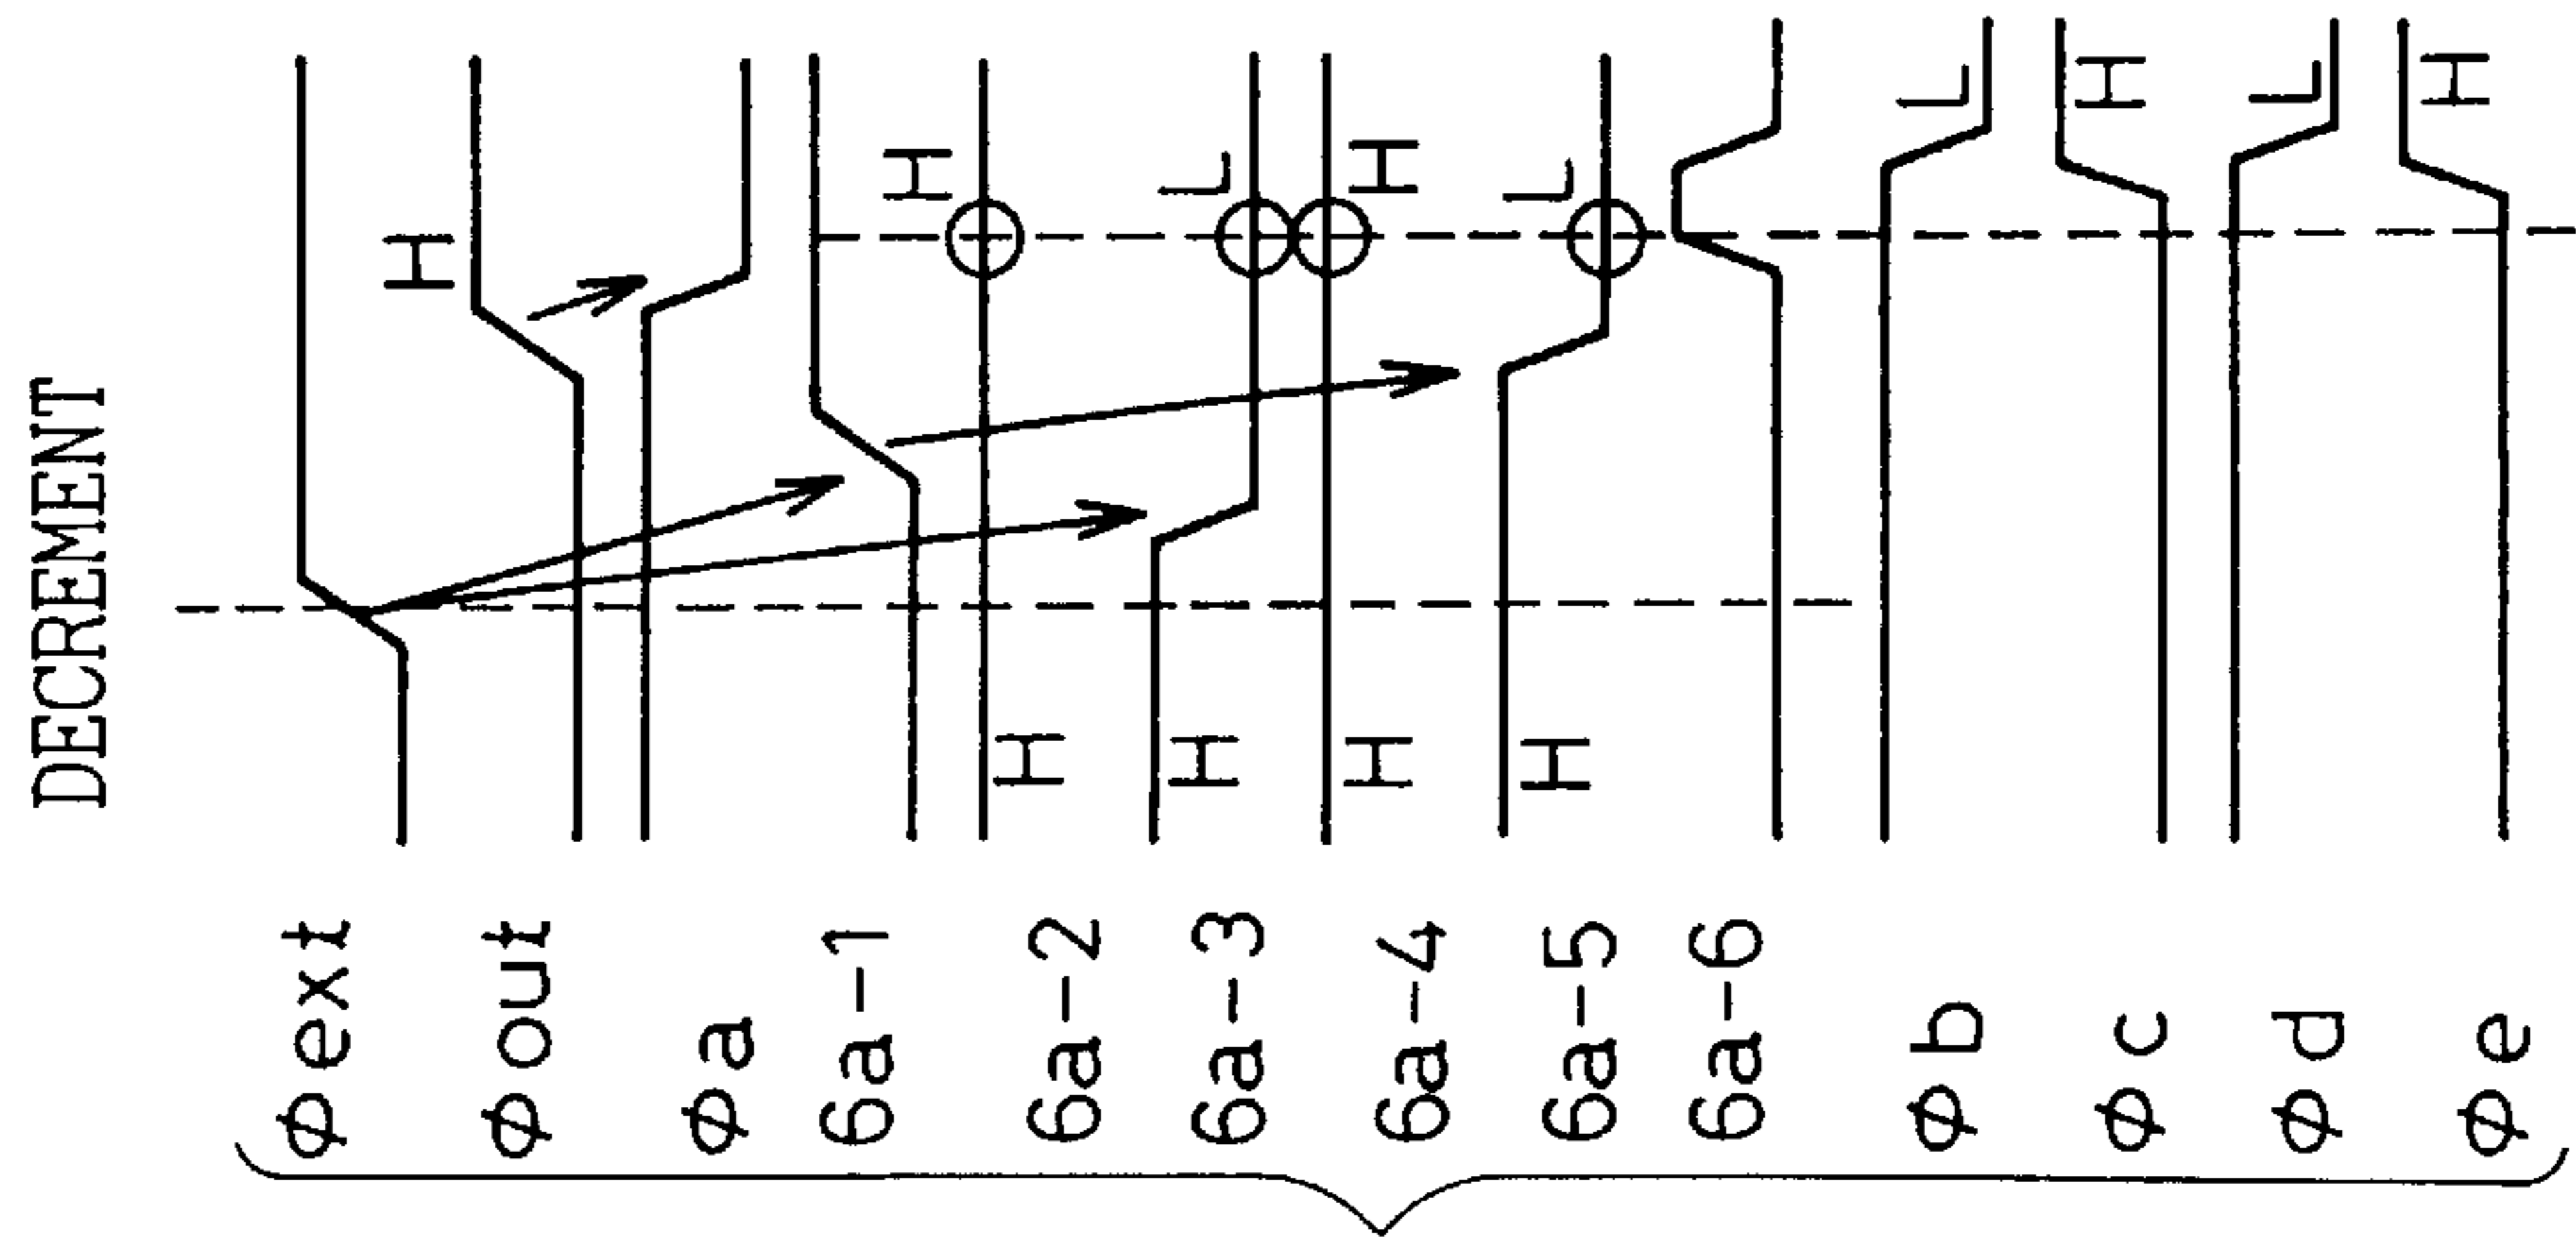 DECREMENT
φext
φout H
φa
6a-1
6a-2 H H
6a-3 H L
6a-4 H H
6a-5 H L
6a-6
φb L
φc H
φd L
φe H